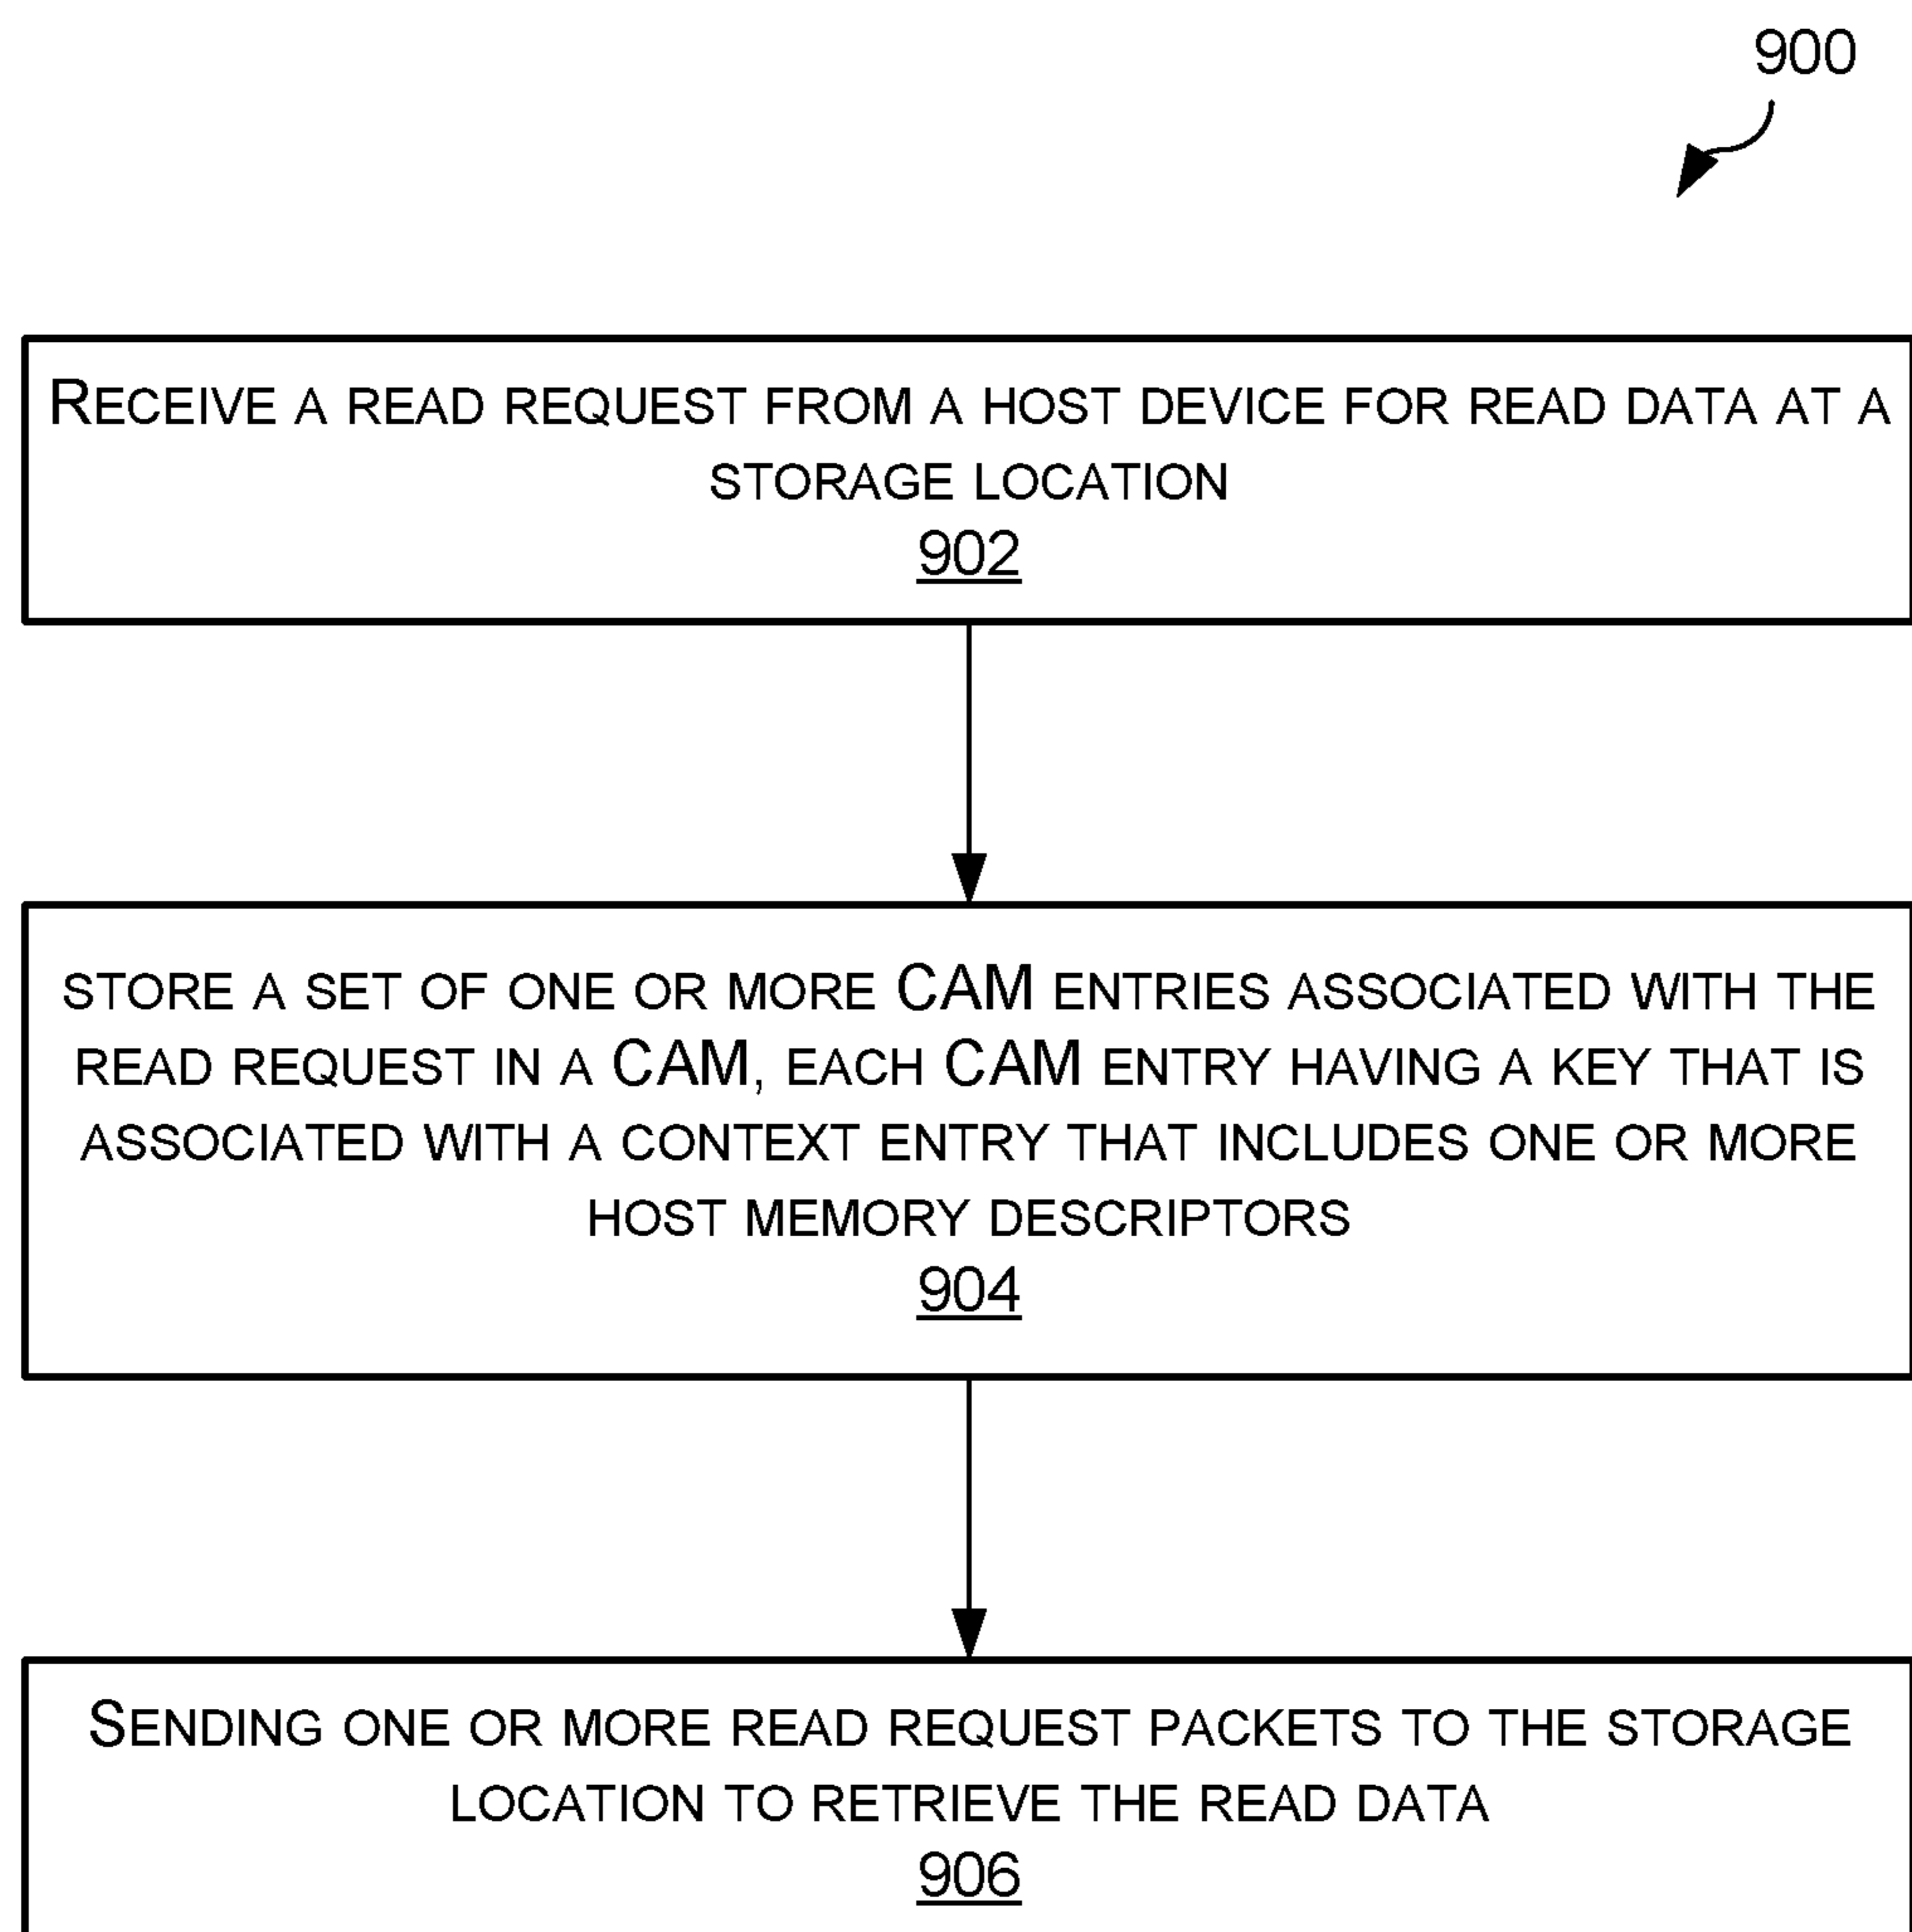 900
RECEIVE A READ REQUEST FROM A HOST DEVICE FOR READ DATA AT A
STORAGE LOCATION
902
STORE A SET OF ONE OR MORE CAM ENTRIES ASSOCIATED WITH THE
READ REQUEST IN A CAM, EACH CAM ENTRY HAVING A KEY THAT IS
ASSOCIATED WITH A CONTEXT ENTRY THAT INCLUDES ONE OR MORE
HOST MEMORY DESCRIPTORS
904
SENDING ONE OR MORE READ REQUEST PACKETS TO THE STORAGE
LOCATION TO RETRIEVE THE READ DATA
906